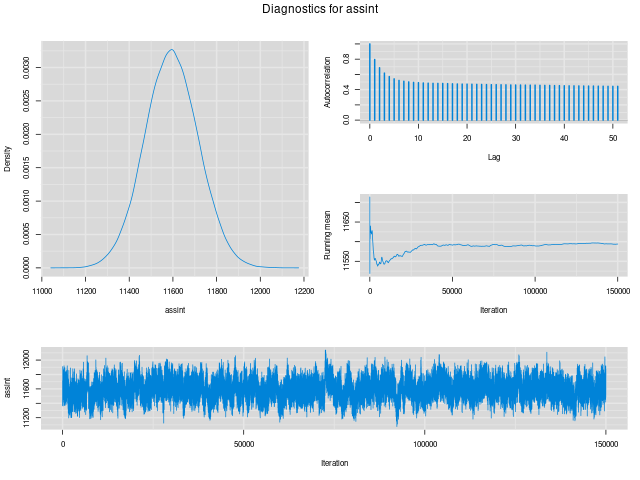 Diagnostics for assint
Density
0.0000 0.0005 0.0010 0.0015 0.0020 0.0025 0.0030
11000 11200 11400 11600 11800 12000 12200
assint
Autocorrelation
0.0 0.4 0.8
0 10 20 30 40 50
Lag
Running mean
11550 11650
0 50000 100000 150000
Iteration
assint
11200 11600 12000
0 50000 100000 150000
Iteration